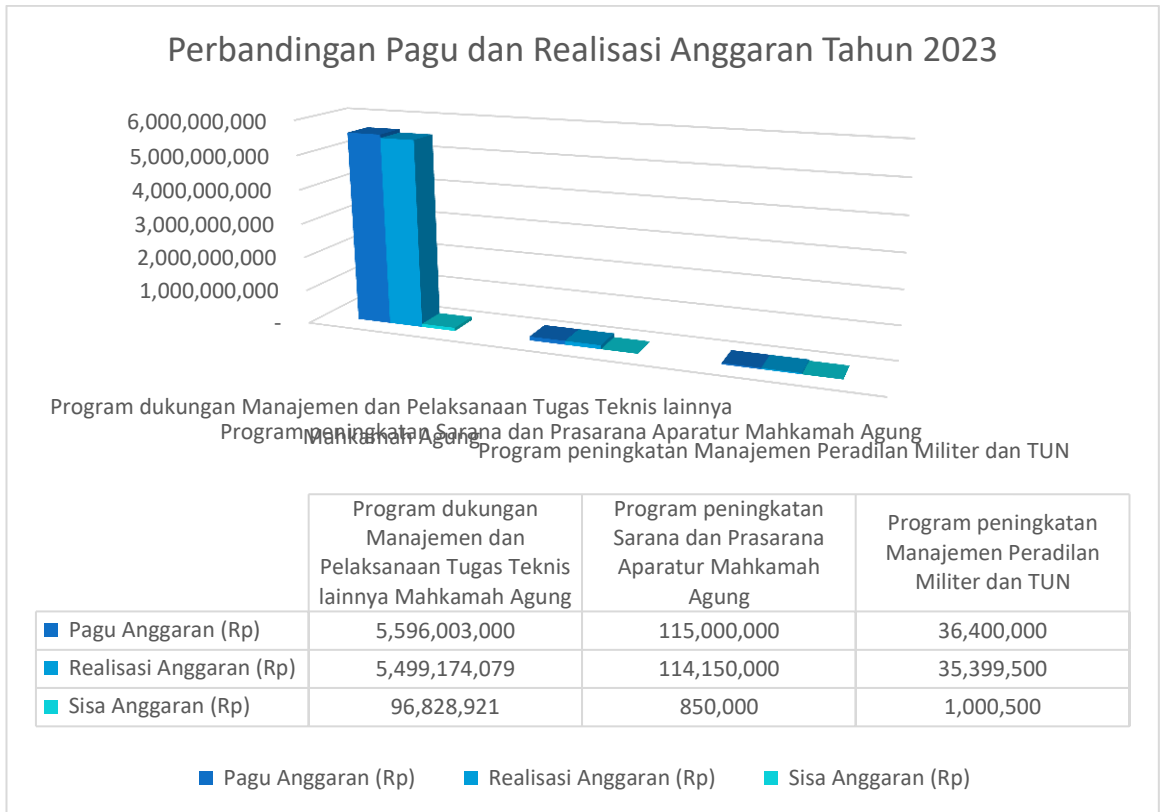 Perbandingan Pagu dan Realisasi Anggaran Tahun 2023
6,000,000,000
5,000,000,000
4,000,000,000
3,000,000,000
2,000,000,000
1,000,000,000
-
Program dukungan Manajemen dan Pelaksanaan Tugas Teknis lainnya
Mahkamah Agung
Program peningkatan Sarana dan Prasarana Aparatur Mahkamah Agung
Program peningkatan Manajemen Peradilan Militer dan TUN
Program dukungan
Manajemen dan
Pelaksanaan Tugas Teknis
lainnya Mahkamah Agung
Program peningkatan
Sarana dan Prasarana
Aparatur Mahkamah
Agung
Program peningkatan
Manajemen Peradilan
Militer dan TUN
Pagu Anggaran (Rp) 5,596,003,000 115,000,000 36,400,000
Realisasi Anggaran (Rp) 5,499,174,079 114,150,000 35,399,500
Sisa Anggaran (Rp) 96,828,921 850,000 1,000,500
Pagu Anggaran (Rp) Realisasi Anggaran (Rp) Sisa Anggaran (Rp)